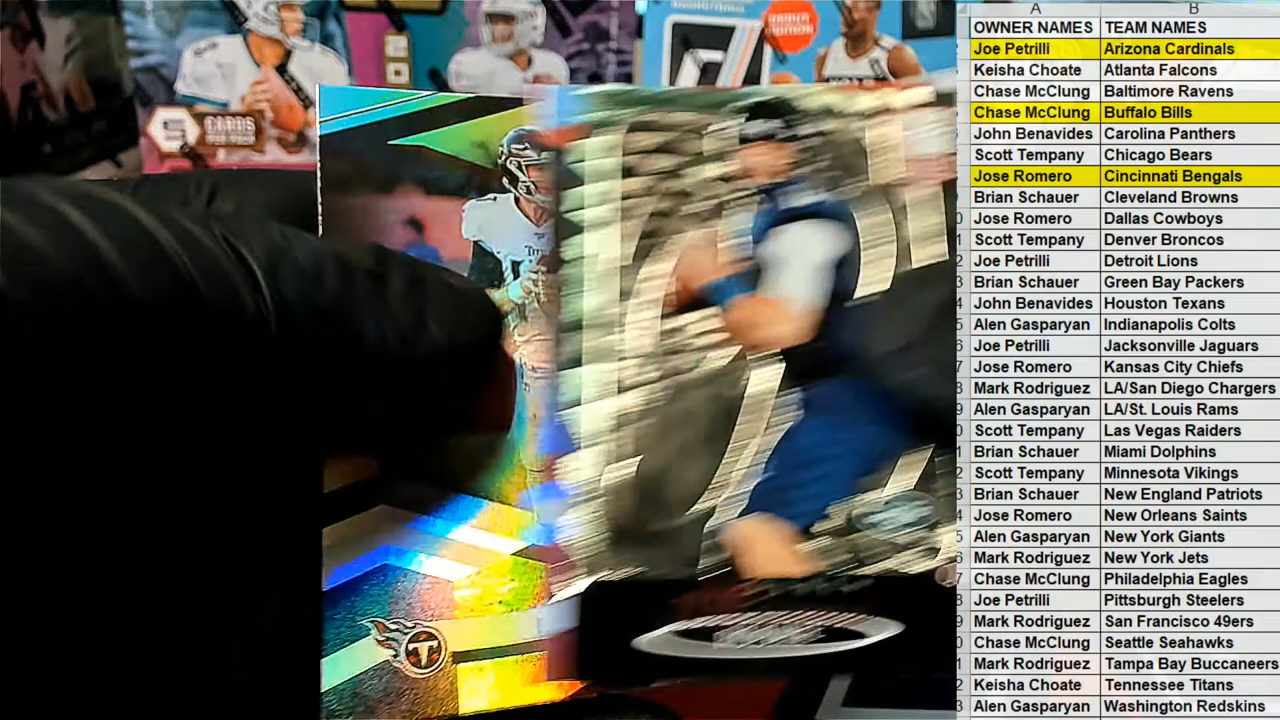 A B
OWNER NAMES TEAM NAMES
Joe Petrilli Arizona Cardinals
Keisha Choate Atlanta Falcons
Chase McClung Baltimore Ravens
Chase McClung Buffalo Bills
John Benavides Carolina Panthers
Scott Tempany Chicago Bears
Jose Romero Cincinnati Bengals
Brian Schauer Cleveland Browns
Jose Romero Dallas Cowboys
Scott Tempany Denver Broncos
Joe Petrilli Detroit Lions
Brian Schauer Green Bay Packers
John Benavides Houston Texans
Alen Gasparyan Indianapolis Colts
Joe Petrilli Jacksonville Jaguars
Jose Romero Kansas City Chiefs
Mark Rodriguez LA/San Diego Chargers
Alen Gasparyan LA/St. Louis Rams
Scott Tempany Las Vegas Raiders
Brian Schauer Miami Dolphins
Scott Tempany Minnesota Vikings
Brian Schauer New England Patriots
Jose Romero New Orleans Saints
Alen Gasparyan New York Giants
Mark Rodriguez New York Jets
Chase McClung Philadelphia Eagles
Joe Petrilli Pittsburgh Steelers
Mark Rodriguez San Francisco 49ers
Chase McClung Seattle Seahawks
Mark Rodriguez Tampa Bay Buccaneers
Keisha Choate Tennessee Titans
Alen Gasparyan Washington Redskins
5 CARDS
T